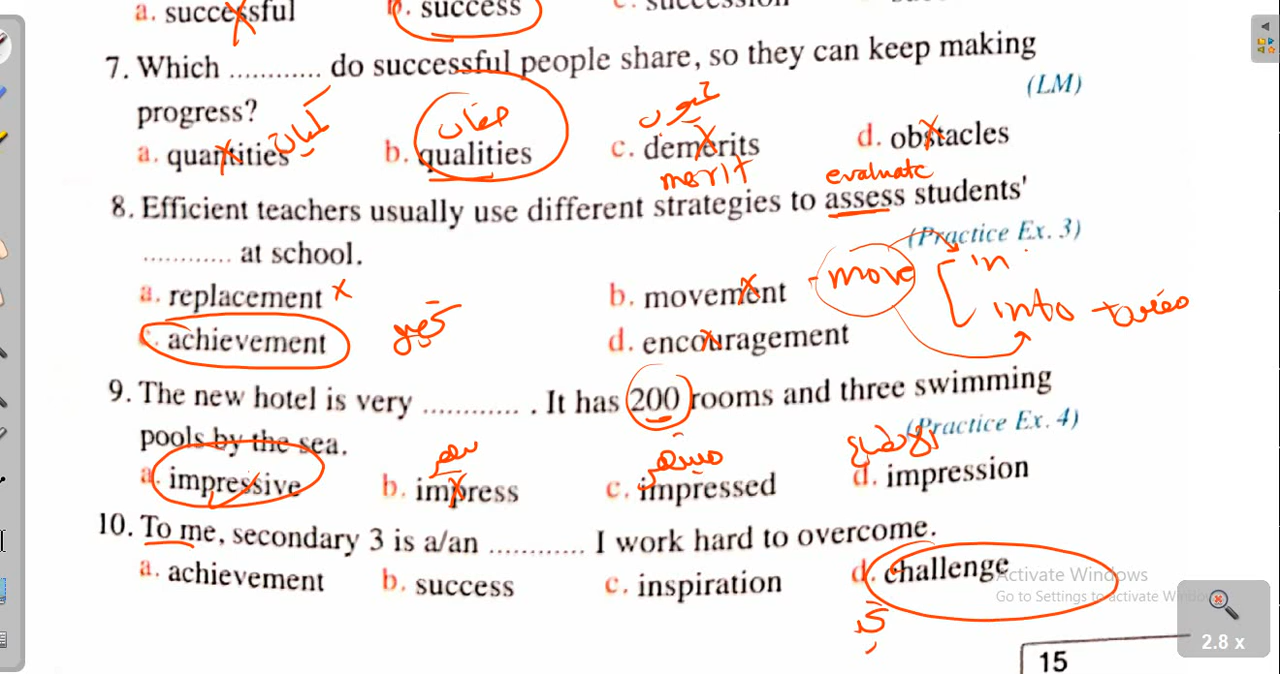 a. successful b. success
7. Which ............ do successful people share, so they can keep making
progress? (LM)
كميات صفات عيوب
a. quantities b. qualities c. demerits d. obstacles
merit evaluate
8. Efficient teachers usually use different strategies to assess students'
............ at school. (Practice Ex. 3)
a. replacement b. movement - move in
into
c. achievement d. encouragement
9. The new hotel is very ............ . It has 200 rooms and three swimming
pools by the sea. (Practice Ex. 4)
a. impressive b. impress c. impressed d. impression
10. To me, secondary 3 is a/an ............ I work hard to overcome.
a. achievement b. success c. inspiration d. challenge
Activate Windows
Go to Settings to activate
2.8 x
15